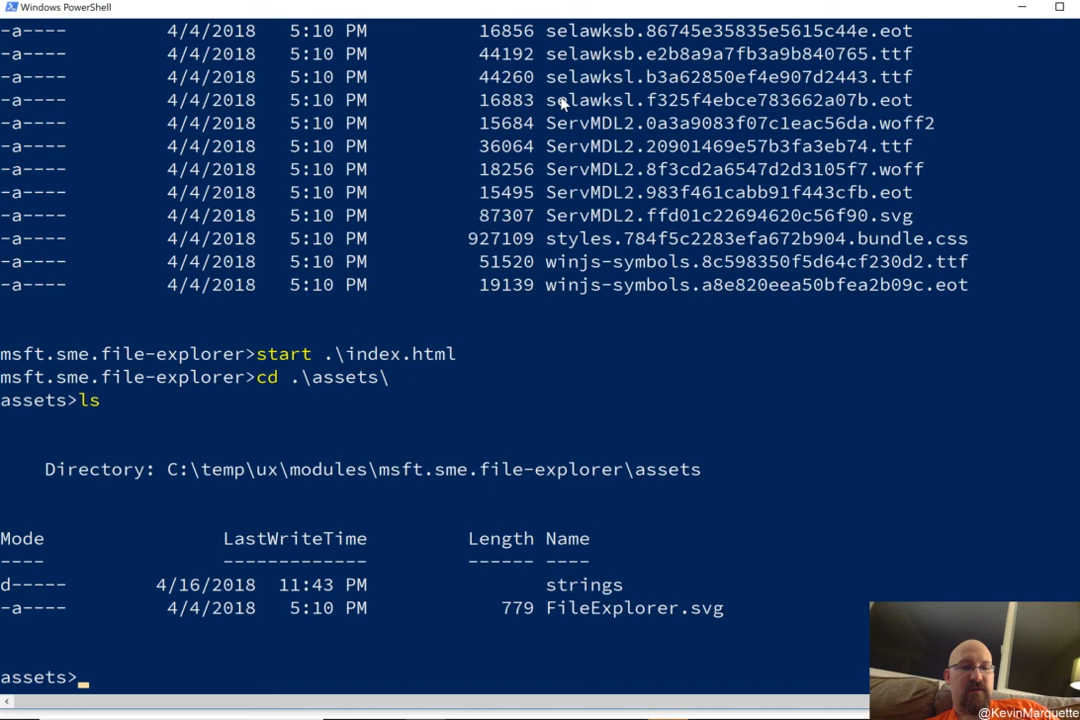 Windows PowerShell
-a---- 4/4/2018 5:10 PM 16856 selawksb.86745e35835e5615c44e.eot
-a---- 4/4/2018 5:10 PM 44192 selawksb.e2b8a9a7fb3a9b840765.ttf
-a---- 4/4/2018 5:10 PM 44260 selawksl.b3a62850ef4e907d2443.ttf
-a---- 4/4/2018 5:10 PM 16883 selawksl.f325f4ebce783662a07b.eot
-a---- 4/4/2018 5:10 PM 15684 ServMDL2.0a3a9083f07c1eac56da.woff2
-a---- 4/4/2018 5:10 PM 36064 ServMDL2.20901469e57b3fa3eb74.ttf
-a---- 4/4/2018 5:10 PM 18256 ServMDL2.8f3cd2a6547d2d3105f7.woff
-a---- 4/4/2018 5:10 PM 15495 ServMDL2.983f461cabb91f443cfb.eot
-a---- 4/4/2018 5:10 PM 87307 ServMDL2.ffd01c22694620c56f90.svg
-a---- 4/4/2018 5:10 PM 927109 styles.784f5c2283efa672b904.bundle.css
-a---- 4/4/2018 5:10 PM 51520 winjs-symbols.8c598350f5d64cf230d2.ttf
-a---- 4/4/2018 5:10 PM 19139 winjs-symbols.a8e820eea50bfea2b09c.eot
msft.sme.file-explorer>start .\index.html
msft.sme.file-explorer>cd .\assets\
assets>ls
Directory: C:\temp\ux\modules\msft.sme.file-explorer\assets
Mode LastWriteTime Length Name
---- ------------- ------ ----
d----- 4/16/2018 11:43 PM strings
-a---- 4/4/2018 5:10 PM 779 FileExplorer.svg
assets>
@KevinMarquette